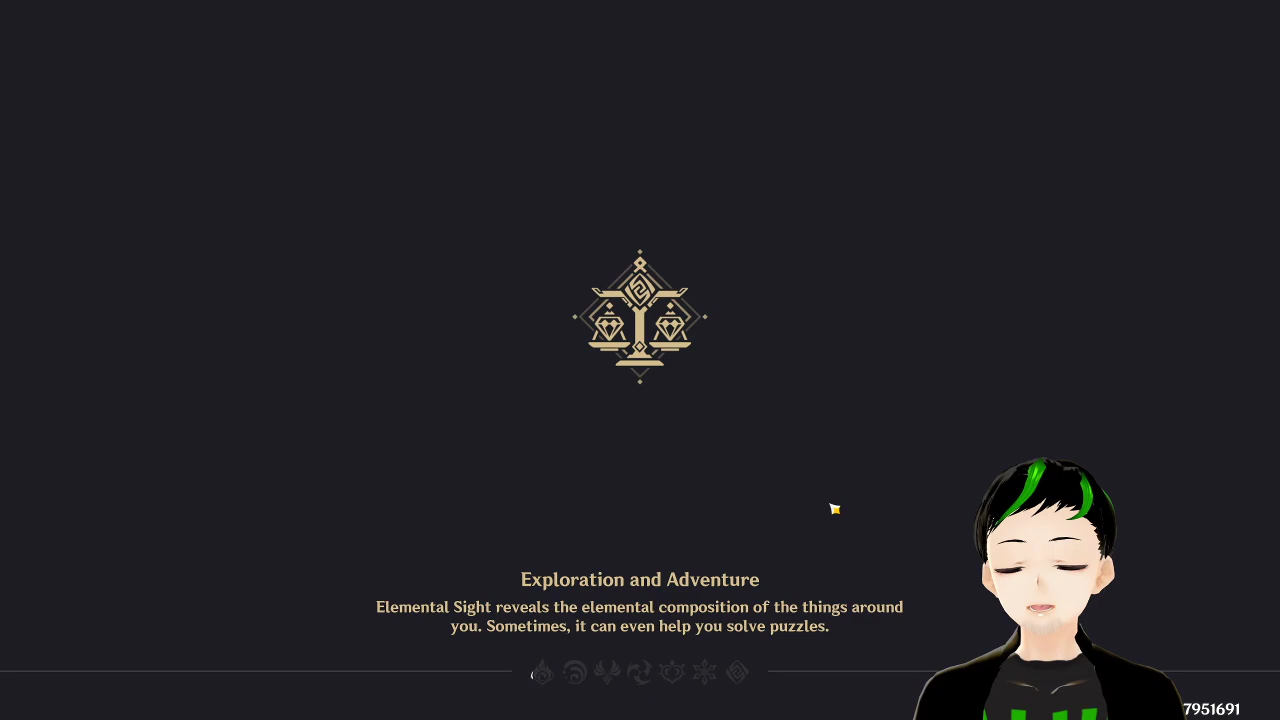 Exploration and Adventure
Elemental Sight reveals the elemental composition of the things around
you. Sometimes, it can even help you solve puzzles.
7951691